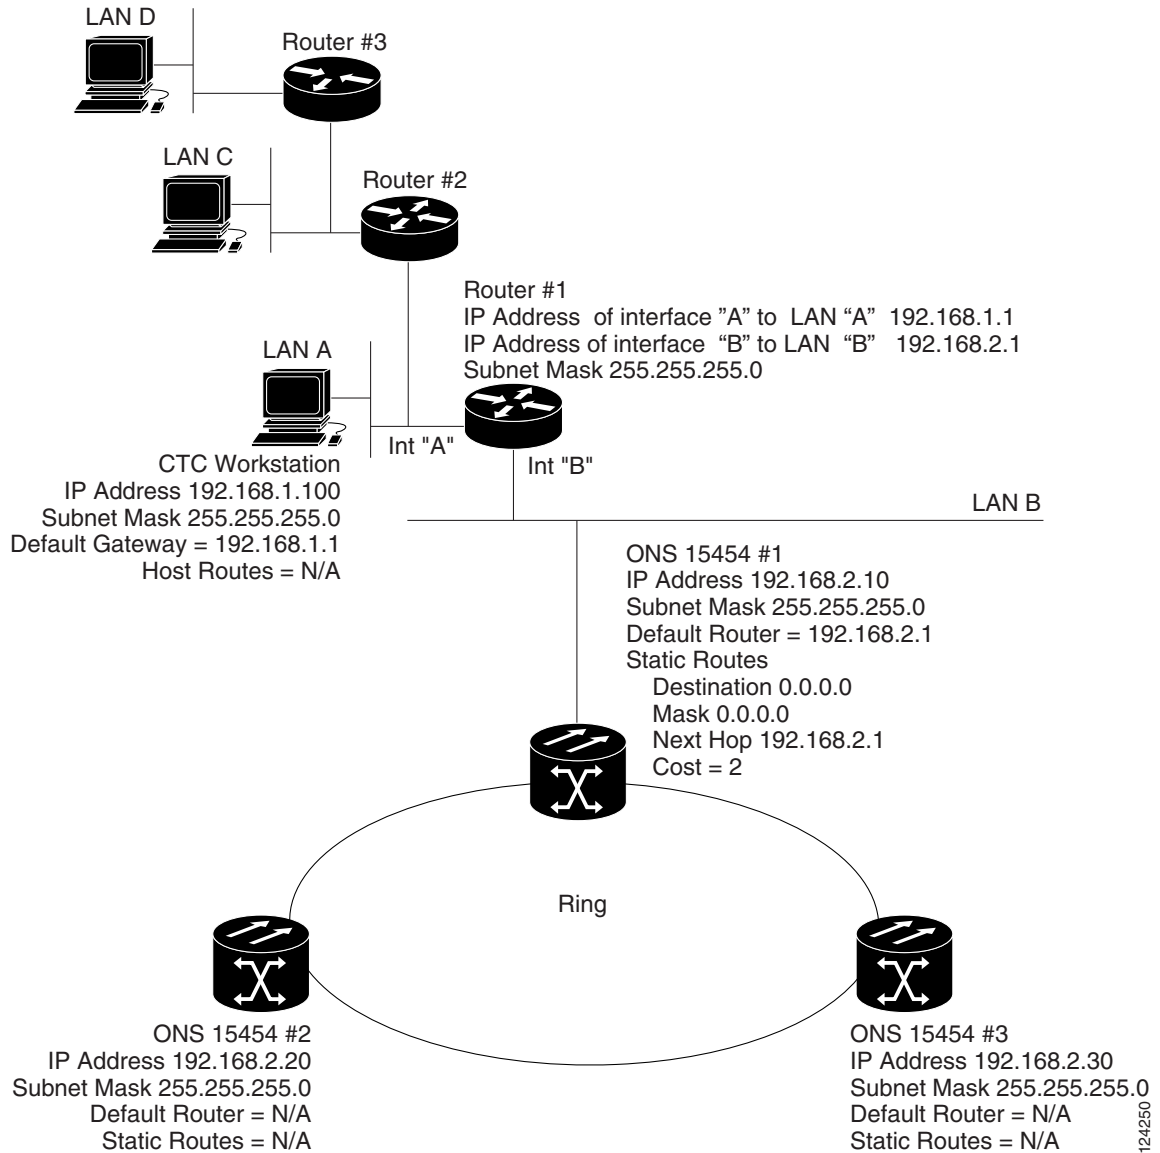 LAN D
Router #3
LAN C
Router #2
Router #1
IP Address  of interface ”A” to  LAN “A”  192.168.1.1
IP Address of interface  “B” to LAN  “B”   192.168.2.1
Subnet Mask 255.255.255.0
LAN A
Int "A"
Int "B"
CTC Workstation
IP Address 192.168.1.100
Subnet Mask 255.255.255.0
Default Gateway = 192.168.1.1
Host Routes = N/A
LAN B
ONS 15454 #1
IP Address 192.168.2.10
Subnet Mask 255.255.255.0
Default Router = 192.168.2.1
Static Routes
Destination 0.0.0.0
Mask 0.0.0.0
Next Hop 192.168.2.1
Cost = 2
Ring
ONS 15454 #2
IP Address 192.168.2.20
Subnet Mask 255.255.255.0
Default Router = N/A
Static Routes = N/A
ONS 15454 #3
IP Address 192.168.2.30
Subnet Mask 255.255.255.0
Default Router = N/A
Static Routes = N/A
124250